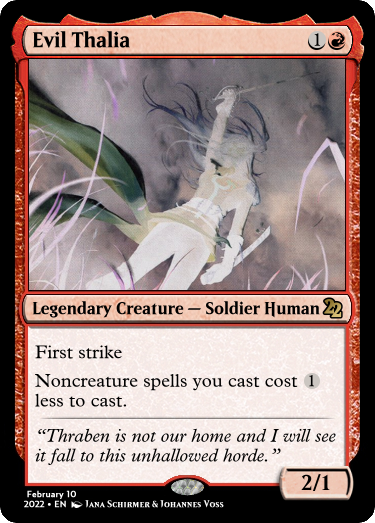 Evil Thalia 1
Legendary Creature — Soldier Human 22
First strike
Noncreature spells you cast cost 1
less to cast.
“Thraben is not our home and I will see
it fall to this unhallowed horde.”
2/1
February 10
2022 • EN Jana Schirmer & Johannes Voss